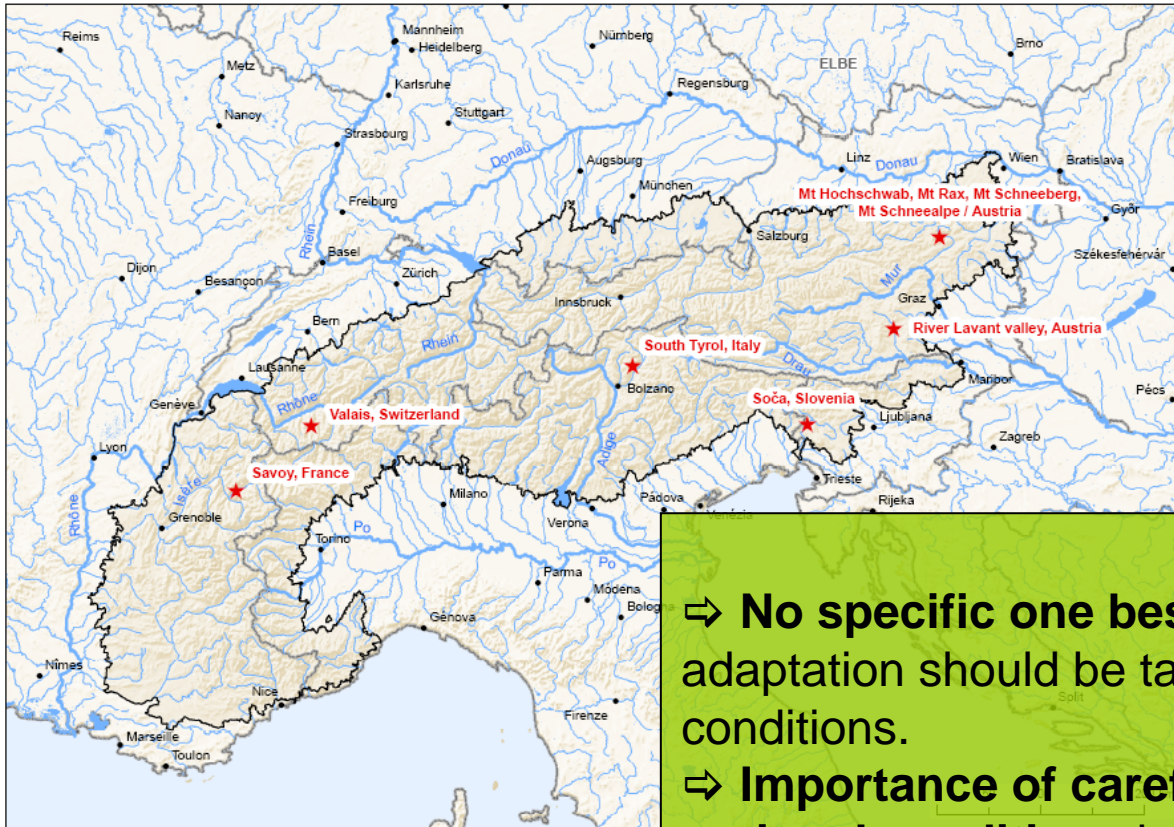 Reims
Mannheim
Heidelberg
Nürnberg
Brno
Metz
ELBE
Karlsruhe
Regensburg
Nancy
Stuttgart
Strasbourg
Donau
Linz
Donau
Wien
Bratislava
Augsburg
München
Mt Hochschwab, Mt Rax, Mt Schneeberg,
Mt Schneealpe / Austria
Freiburg
Rhein
Salzburg
Győr
Basel
Dijon
Zürich
Székesfehérvár
Besançon
Innsbruck
Mur
Graz
Bern
Rhein
River Lavant valley, Austria
South Tyrol, Italy
Lausanne
Drau
Maribor
Bolzano
Pécs
Genève
Rhône
Valais, Switzerland
Soča, Slovenia
Ljubljana
Adige
Zagreb
Lyon
Savoy, France
Trieste
Isère
Milano
Pádova
Rijeka
Rhône
Grenoble
Verona
Venézia
Po
Torino
Po
Parma
Módena
Bologna
Génova
⇨ No specific one bes
adaptation should be ta
Nîmes
Nice
Firenze
Split
conditions.
Marseille
Toulon
⇨ Importance of caref